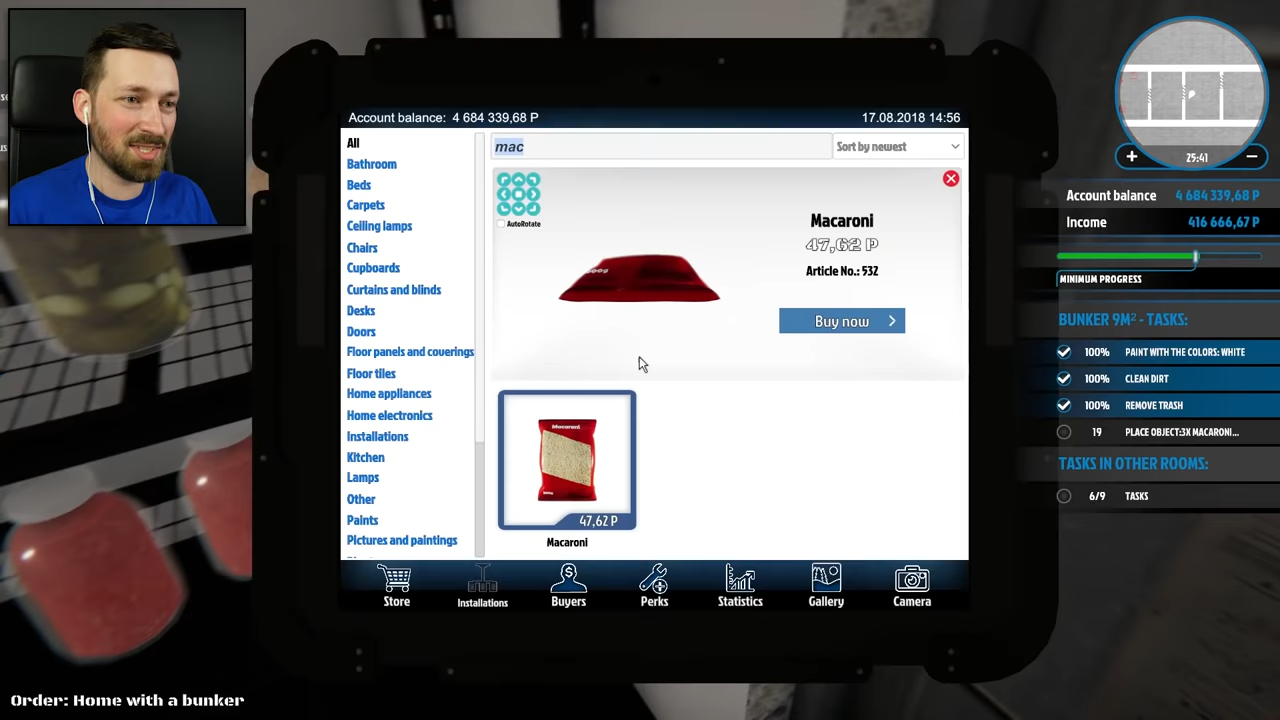 Account balance: 4 684 339,68 P
17.08.2018 14:56
All
Bathroom
Beds
Carpets
Ceiling lamps
Chairs
Cupboards
Curtains and blinds
Desks
Doors
Floor panels and coverings
Floor tiles
Home appliances
Home electronics
Installations
Kitchen
Lamps
Other
Paints
Pictures and paintings
mac
Sort by newest
AutoRotate
500g
Macaroni
47,62 P
Article No.: 532
Buy now
Macaroni
47,62 P
Macaroni
Store
Installations
Buyers
Perks
Statistics
Gallery
Camera
25:41
Account balance 4 684 339,68 P
Income 416 666,67 P
MINIMUM PROGRESS
BUNKER 9M² - TASKS:
100% PAINT WITH THE COLORS: WHITE
100% CLEAN DIRT
100% REMOVE TRASH
19 PLACE OBJECT:3X MACARONI...
TASKS IN OTHER ROOMS:
6/9 TASKS
Order: Home with a bunker